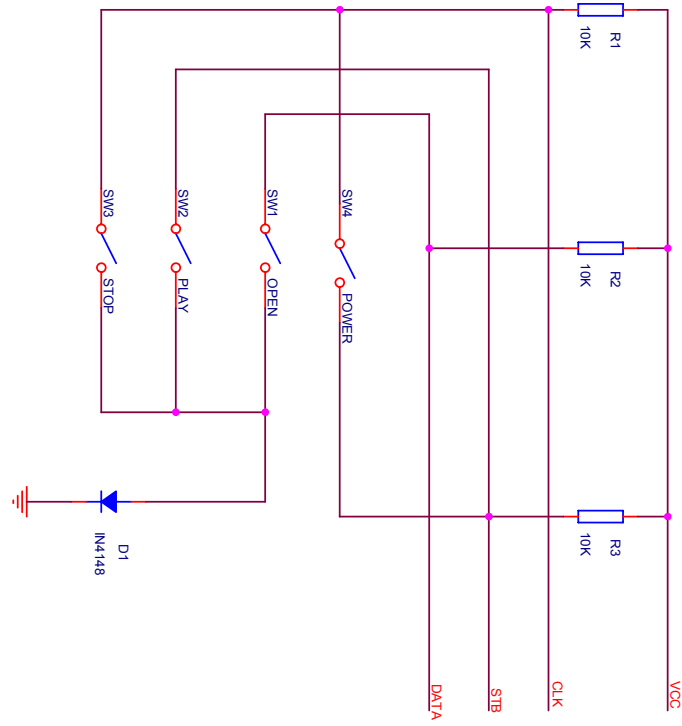 R1
10K
SW3
SW2
SW1
SW4
STOP
PLAY
OPEN
POWER
R2
10K
R3
10K
D1
IN4148
DATA
STB
CLK
VCC